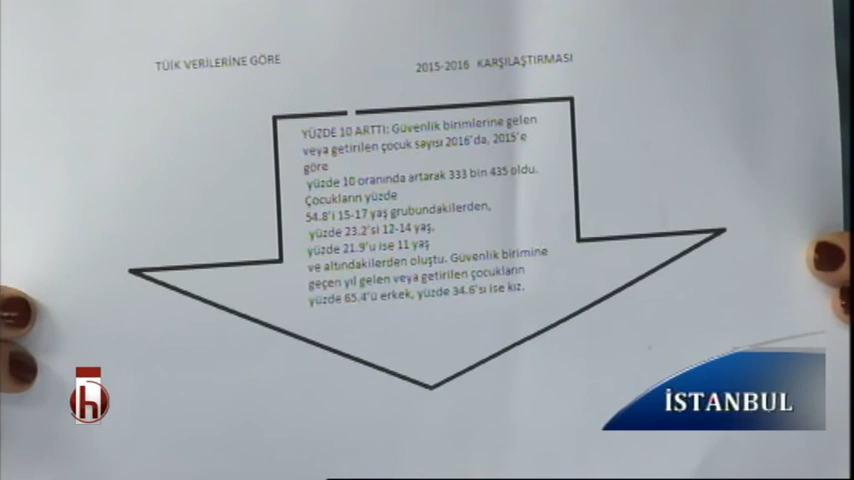 TÜİK VERİLERİNE GÖRE
2015-2016 KARŞILAŞTIRMASI
YÜZDE 10 ARTTI: Güvenlik birimlerine gelen
veya getirilen çocuk sayısı 2016'da, 2015'e
göre
yüzde 10 oranında artarak 333 bin 435 oldu.
Çocukların yüzde
54.8'i 15-17 yaş grubundakilerden,
yüzde 23.2'si 12-14 yaş,
yüzde 21.9'u ise 11 yaş
ve altındakilerden oluştu. Güvenlik birimine
geçen yıl gelen veya getirilen çocukların
yüzde 65.4'ü erkek, yüzde 34.6'sı ise kız.
h
İSTANBUL